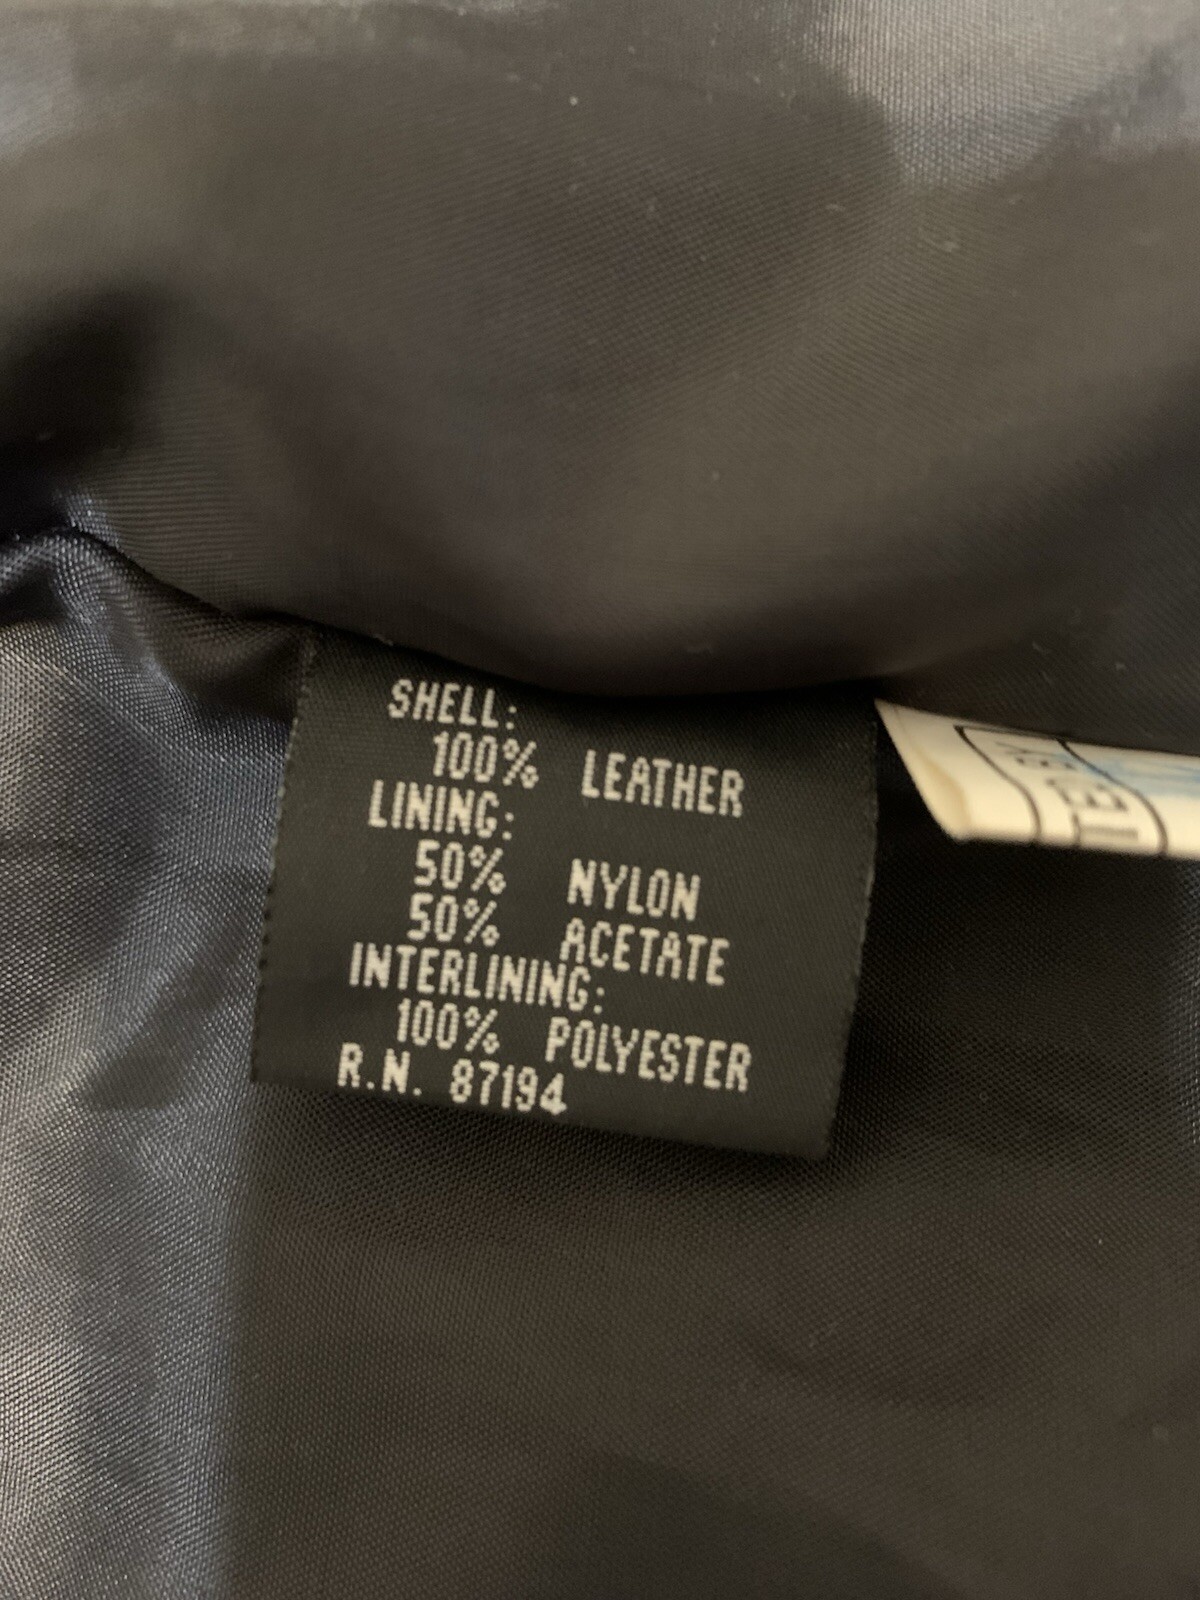 SHELL:
100% LEATHER
LINING:
50% NYLON
50% ACETATE
INTERLINING:
100% POLYESTER
R.N. 87194